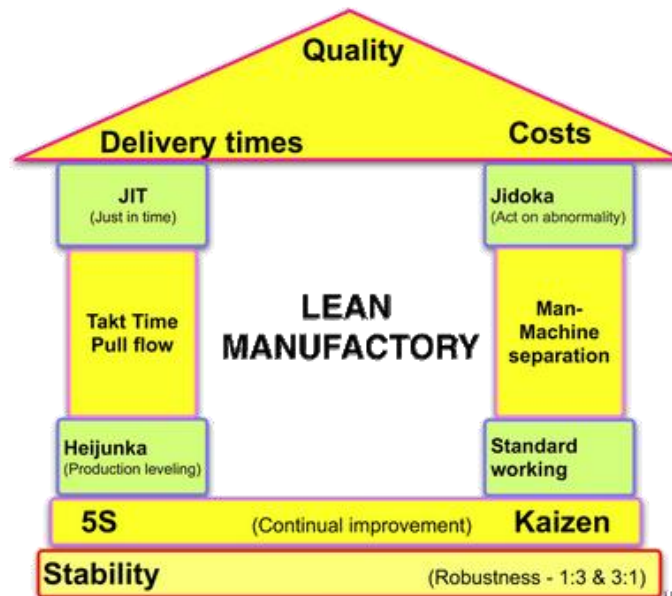 Quality
Delivery times
Costs
JIT
(Just in time)
Jidoka
(Act on abnormality)
Takt Time
Pull flow
LEAN
MANUFACTORY
Man-
Machine
separation
Heijunka
(Production leveling)
Standard
working
5S (Continual improvement) Kaizen
Stability (Robustness - 1:3 & 3:1)